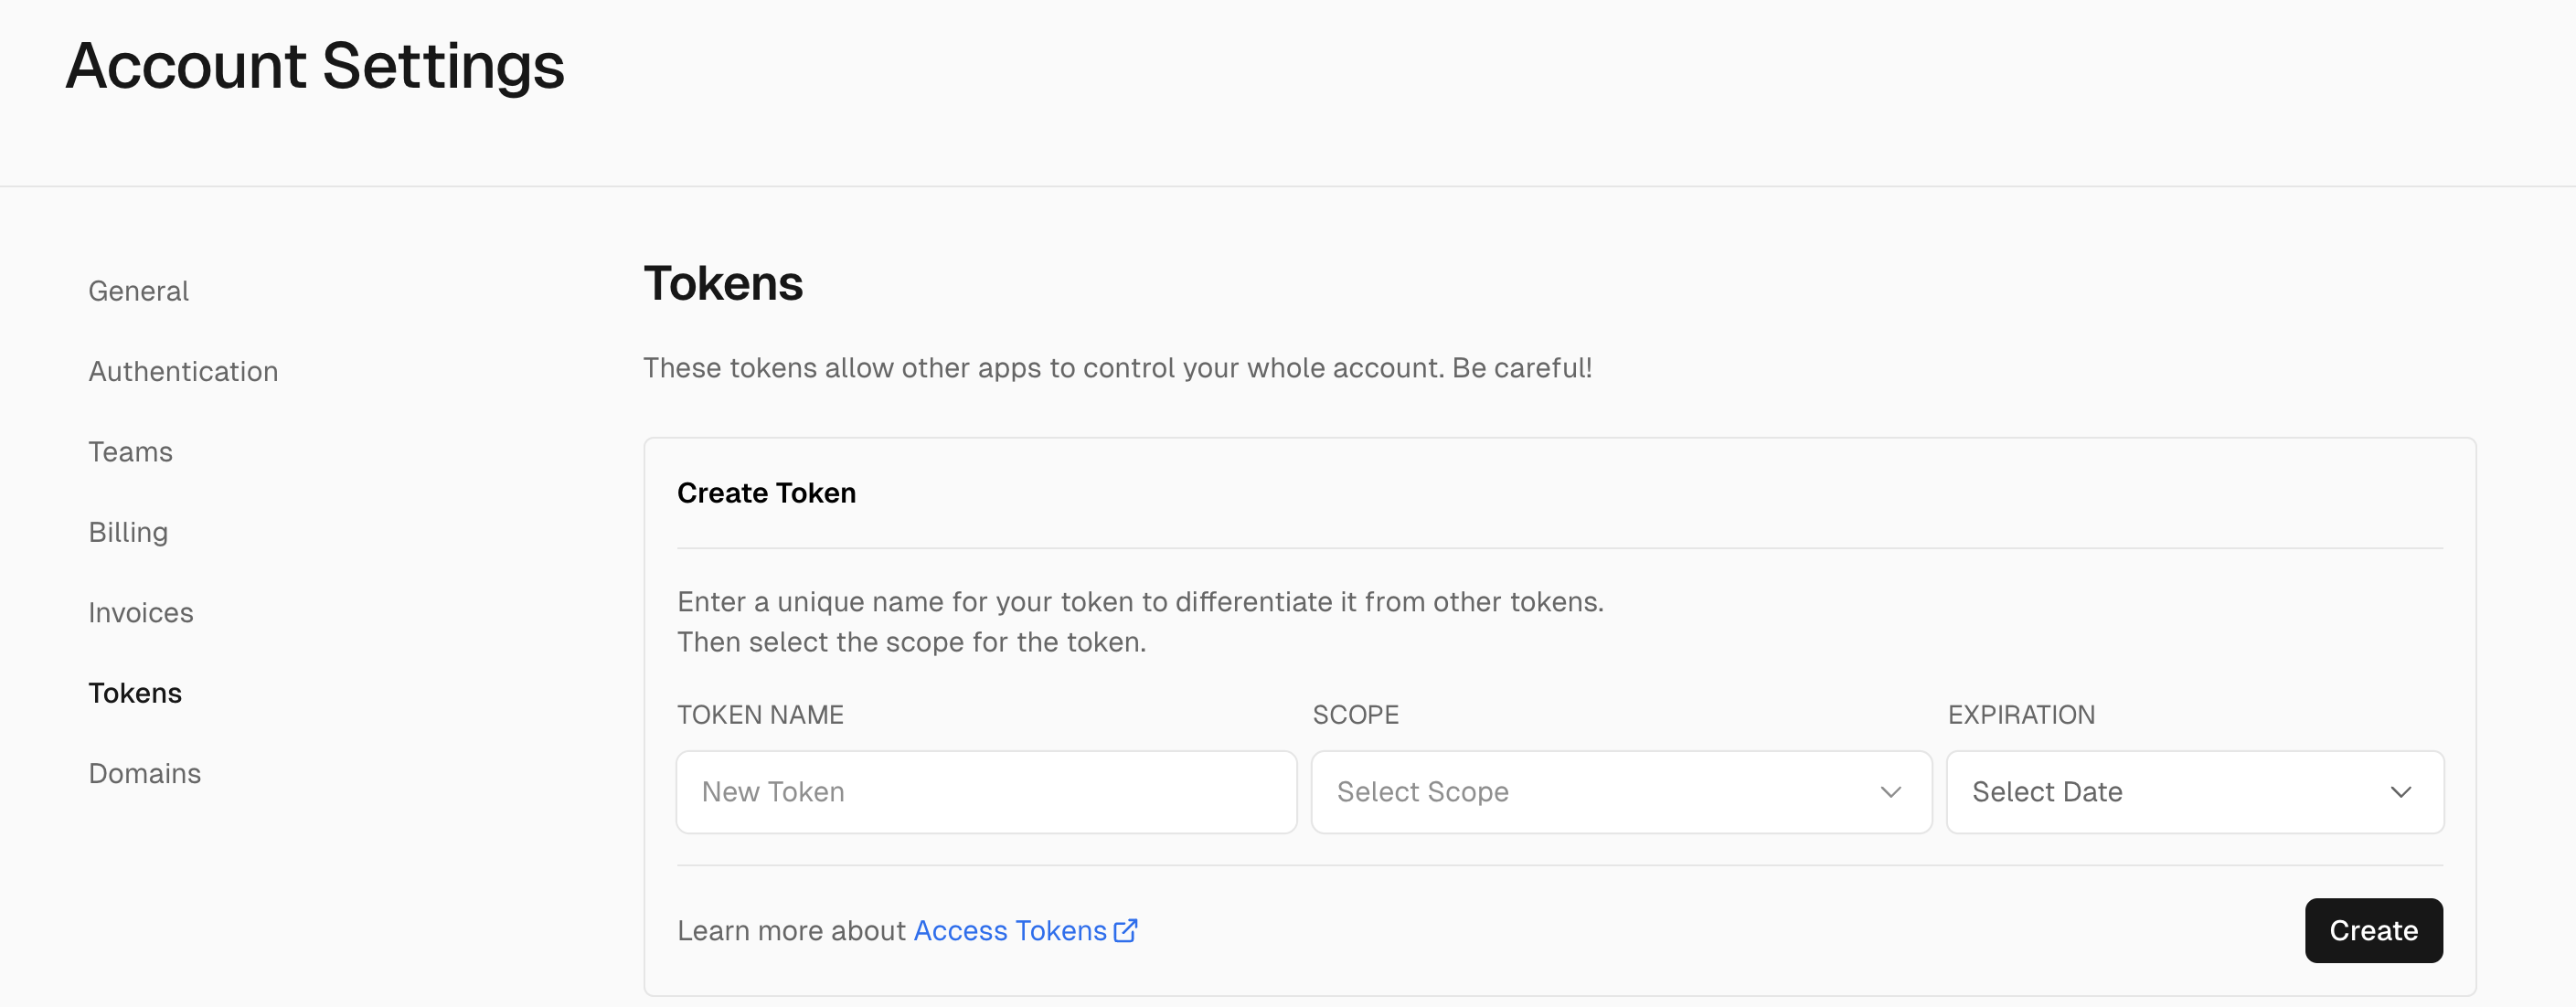 Account Settings
General
Authentication
Teams
Billing
Invoices
Tokens
Domains
Tokens
These tokens allow other apps to control your whole account. Be careful!
Create Token
Enter a unique name for your token to differentiate it from other tokens.
Then select the scope for the token.
TOKEN NAME
SCOPE
EXPIRATION
New Token
Select Scope
Select Date
Learn more about Access Tokens
Create